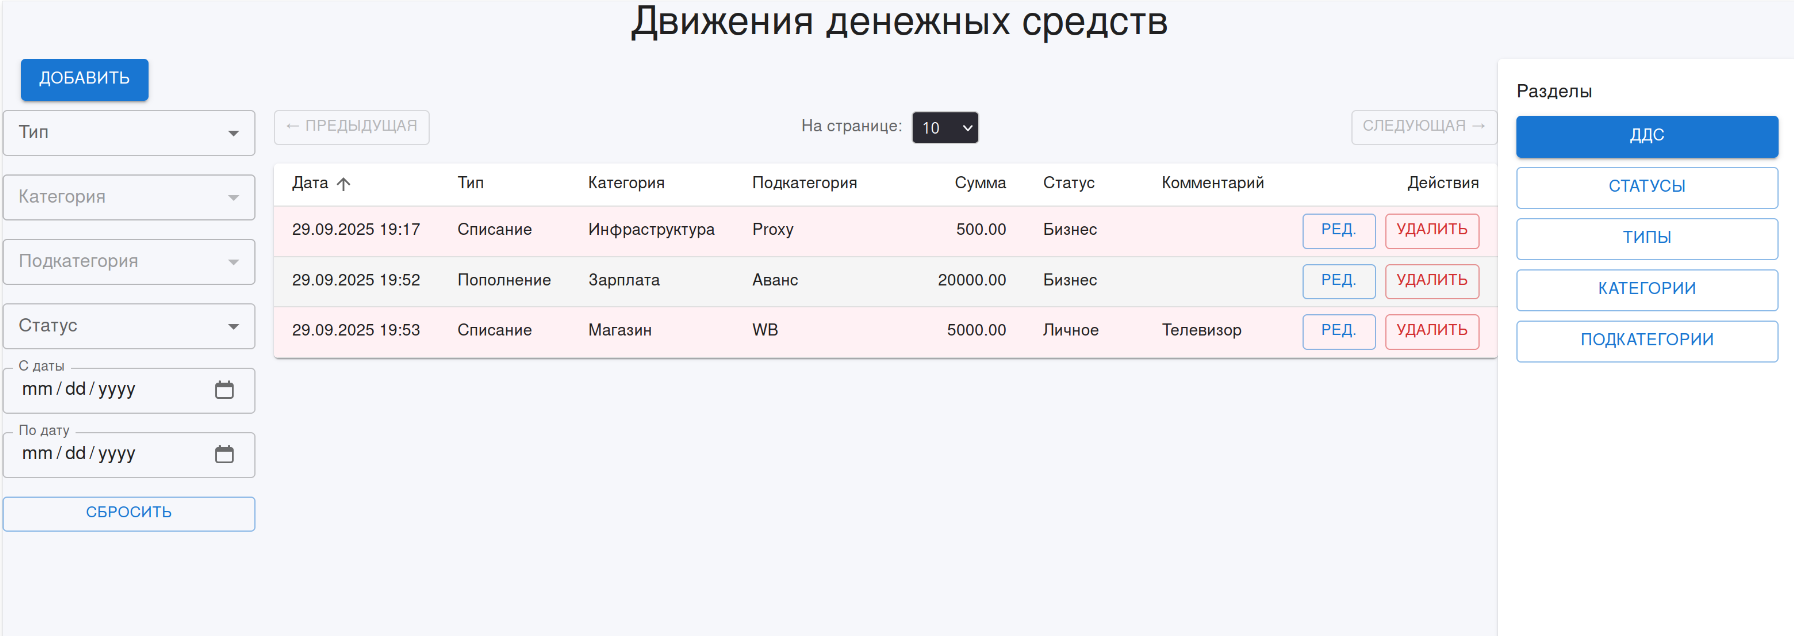 Движения денежных средств
ДОБАВИТЬ
Тип
Категория
Подкатегория
Статус
С даты
mm/dd/yyyy
По дату
mm/dd/yyyy
СБРОСИТЬ
← ПРЕДЫДУЩАЯ На странице: 10 СЛЕДУЮЩАЯ →
Дата ↑ Тип Категория Подкатегория Сумма Статус Комментарий Действия
29.09.2025 19:17 Списание Инфраструктура Proxy 500.00 Бизнес РЕД. УДАЛИТЬ
29.09.2025 19:52 Пополнение Зарплата Аванс 20000.00 Бизнес РЕД. УДАЛИТЬ
29.09.2025 19:53 Списание Магазин WB 5000.00 Личное Телевизор РЕД. УДАЛИТЬ
Разделы
ДДС
СТАТУСЫ
ТИПЫ
КАТЕГОРИИ
ПОДКАТЕГОРИИ